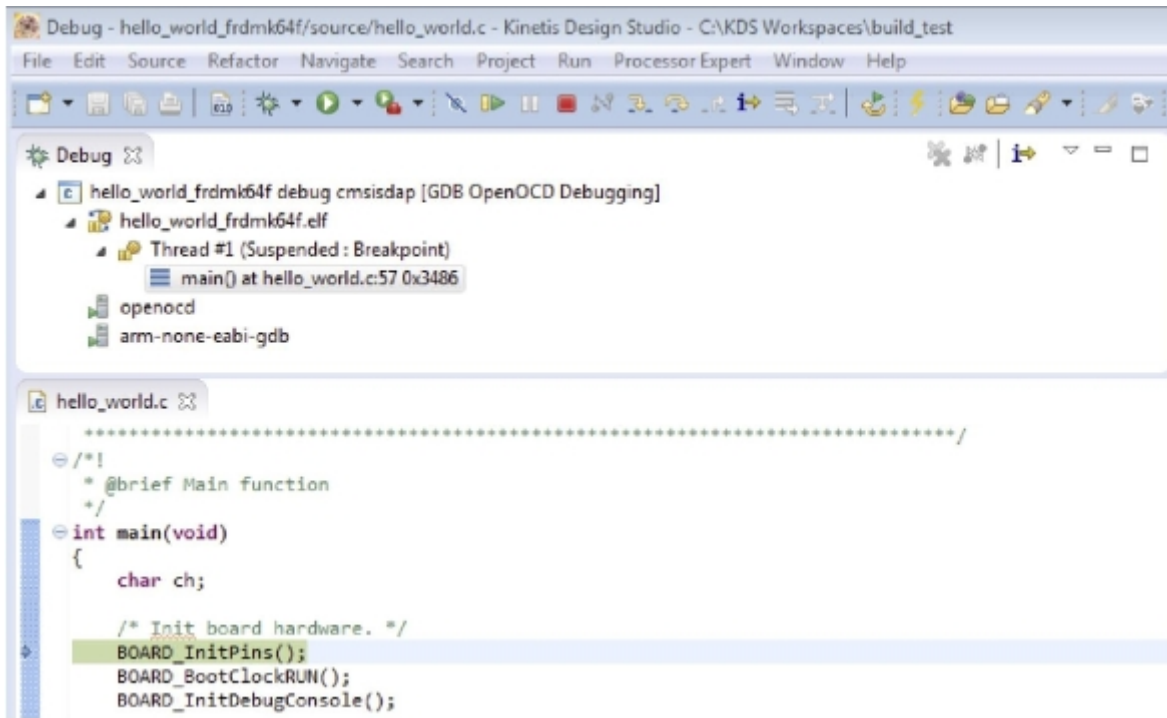 Debug - hello_world_frdmk64f/source/hello_world.c - Kinetis Design Studio - C:\KDS Workspaces\build_test
File Edit Source Refactor Navigate Search Project Run Processor Expert Window Help
010
Debug
hello_world_frdmk64f debug cmsisdap [GDB OpenOCD Debugging]
hello_world_frdmk64f.elf
Thread #1 (Suspended : Breakpoint)
main() at hello_world.c:57 0x3486
openocd
arm-none-eabi-gdb
hello_world.c
******************************************************************************/
/*!
* @brief Main function
*/
int main(void)
{
char ch;
/* Init board hardware. */
BOARD_InitPins();
BOARD_BootClockRUN();
BOARD_InitDebugConsole();